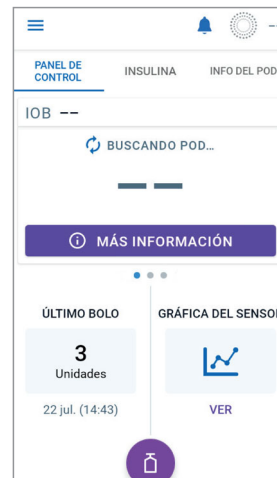 PANEL DE
CONTROL
INSULINA
INFO DEL POD
IOB --
BUSCANDO POD...
— —
MÁS INFORMACIÓN
ÚLTIMO BOLO
3
Unidades
22 jul. (14:43)
GRÁFICA DEL SENSOR
VER